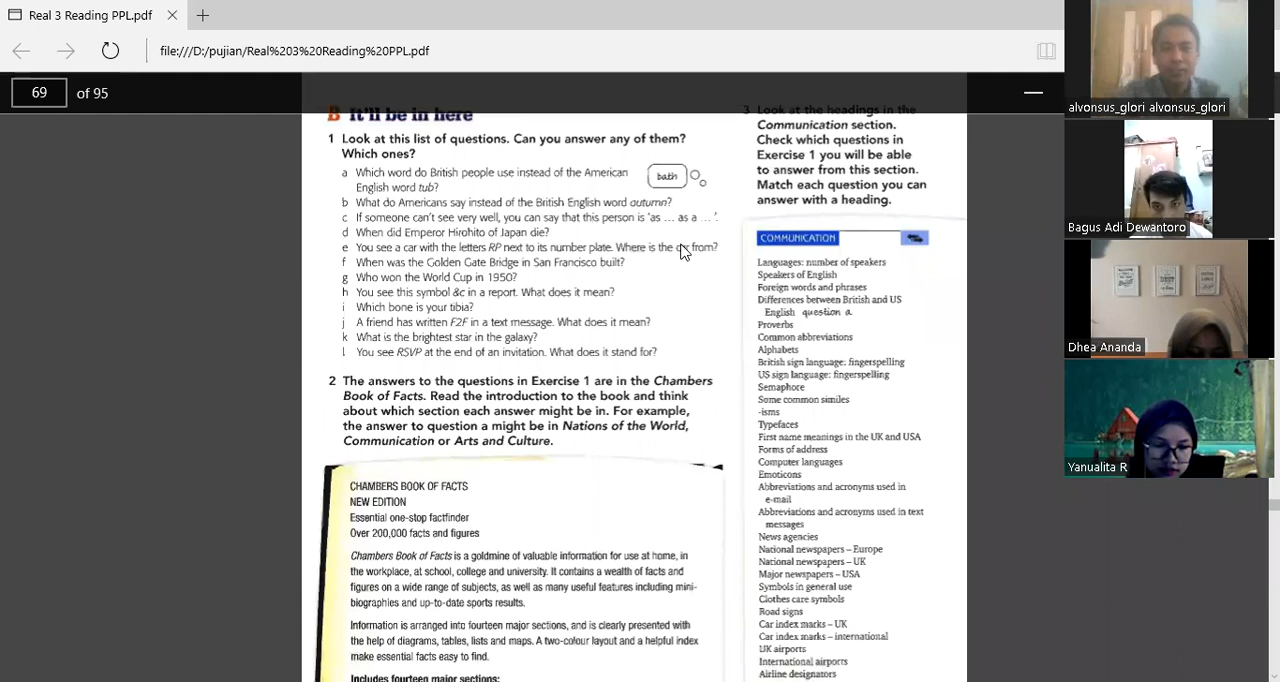 Real 3 Reading PPL.pdf
file:///D:/pujian/Real%203%20Reading%20PPL.pdf
69 of 95
B It'll be in here
1 Look at this list of questions. Can you answer any of them?
Which ones?
a Which word do British people use instead of the American
English word tub?
bath
b What do Americans say instead of the British English word autumn?
c If someone can't see very well, you can say that this person is 'as ... as a ... '.
d When did Emperor Hirohito of Japan die?
e You see a car with the letters RP next to its number plate. Where is the car from?
f When was the Golden Gate Bridge in San Francisco built?
g Who won the World Cup in 1950?
h You see this symbol &c in a report. What does it mean?
i Which bone is your tibia?
j A friend has written F2F in a text message. What does it mean?
k What is the brightest star in the galaxy?
l You see RSVP at the end of an invitation. What does it stand for?
2 The answers to the questions in Exercise 1 are in the Chambers
Book of Facts. Read the introduction to the book and think
about which section each answer might be in. For example,
the answer to question a might be in Nations of the World,
Communication or Arts and Culture.
CHAMBERS BOOK OF FACTS
NEW EDITION
Essential one-stop factfinder
Over 200,000 facts and figures
Chambers Book of Facts is a goldmine of valuable information for use at home, in
the workplace, at school, college and university. It contains a wealth of facts and
figures on a wide range of subjects, as well as many useful features including mini-
biographies and up-to-date sports results.
Information is arranged into fourteen major sections, and is clearly presented with
the help of diagrams, tables, lists and maps. A two-colour layout and a helpful index
make essential facts easy to find.
Includes fourteen major sections:
3 Look at the headings in the
Communication section.
Check which questions in
Exercise 1 you will be able
to answer from this section.
Match each question you can
answer with a heading.
COMMUNICATION
Languages: number of speakers
Speakers of English
Foreign words and phrases
Differences between British and US
English question a
Proverbs
Common abbreviations
Alphabets
British sign language: fingerspelling
US sign language: fingerspelling
Semaphore
Some common similes
-isms
Typefaces
First name meanings in the UK and USA
Forms of address
Computer languages
Emoticons
Abbreviations and acronyms used in
e-mail
Abbreviations and acronyms used in text
messages
News agencies
National newspapers – Europe
National newspapers – UK
Major newspapers – USA
Symbols in general use
Clothes care symbols
Road signs
Car index marks – UK
Car index marks – international
UK airports
International airports
Airline designators
alvonsus_glori alvonsus_glori
Bagus Adi Dewantoro
Dhea Ananda
Yanualita R